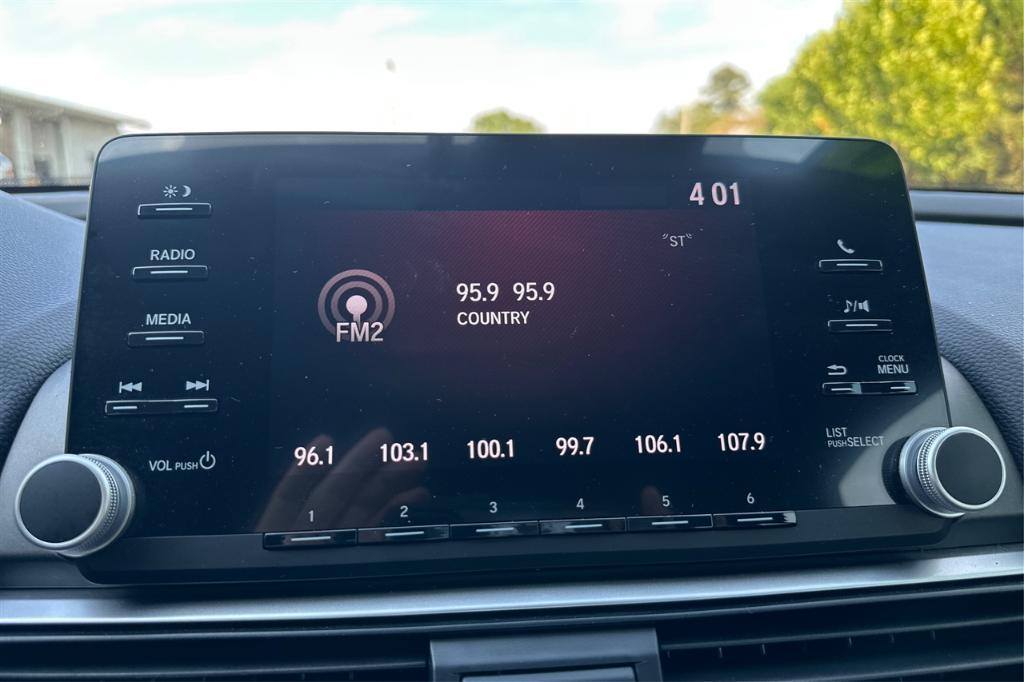 4 01
"ST"
RADIO
95.9 95.9
FM2
COUNTRY
MEDIA
CLOCK
MENU
LIST
PUSH SELECT
VOL PUSH
96.1 103.1 100.1 99.7 106.1 107.9
1 2 3 4 5 6